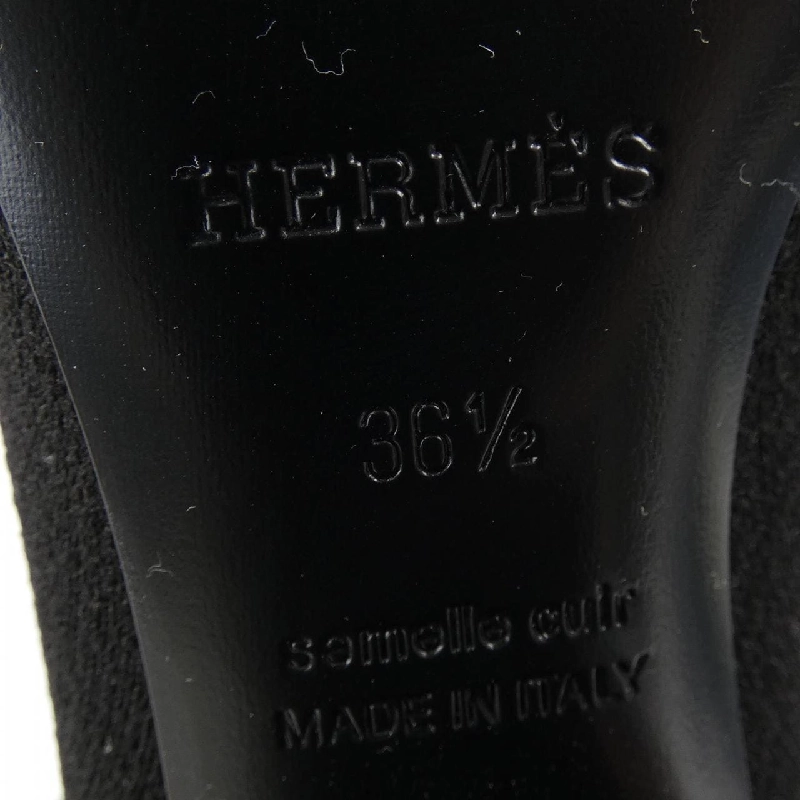 HERMÈS
36½
semelle cuir
MADE IN ITALY